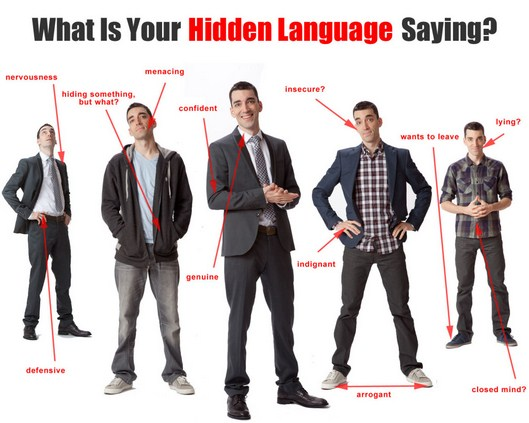 What Is Your Hidden Language Saying?
nervousness
menacing
hiding something,
but what?
confident
insecure?
wants to leave
lying?
genuine
indignant
defensive
arrogant
closed mind?